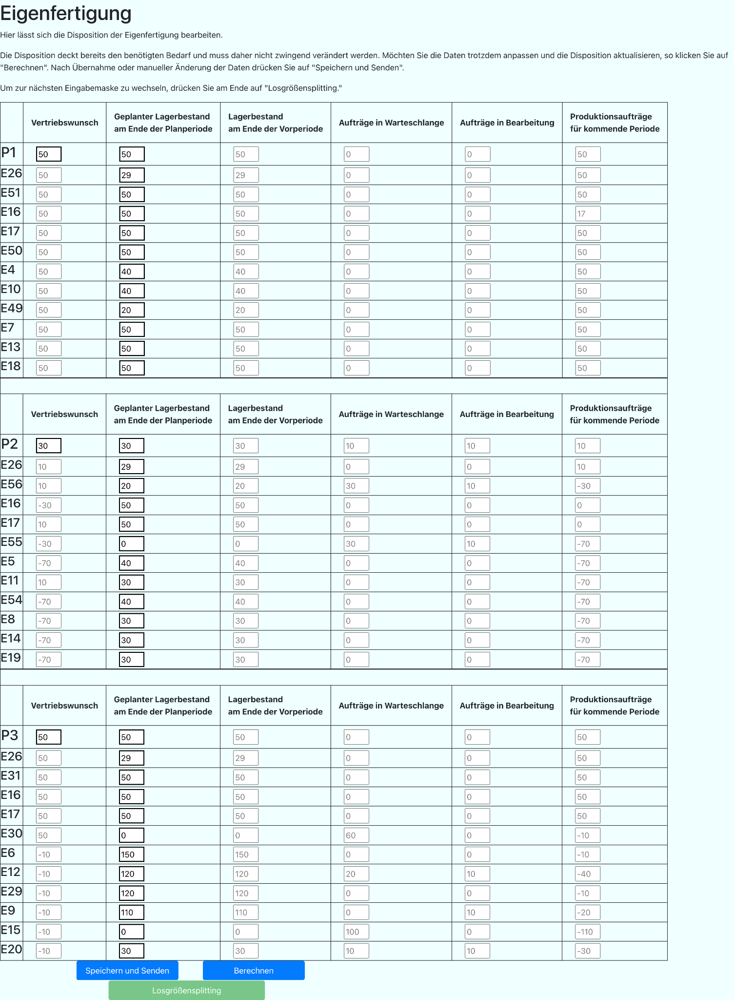 Eigenfertigung
Hier lässt sich die Disposition der Eigenfertigung bearbeiten.
Die Disposition deckt bereits den benötigten Bedarf und muss daher nicht zwingend verändert werden. Möchten Sie die Daten trotzdem anpassen und die Disposition aktualisieren, so klicken Sie auf
"Berechnen". Nach Übernahme oder manueller Änderung der Daten drücken Sie auf "Speichern und Senden".
Um zur nächsten Eingabemaske zu wechseln, drücken Sie am Ende auf "Losgrößensplitting."
Vertriebswunsch Geplanter Lagerbestand am Ende der Planperiode Lagerbestand am Ende der Vorperiode Aufträge in Warteschlange Aufträge in Bearbeitung Produktionsaufträge für kommende Periode
P1 50 50 50 0 0 50
E26 50 29 29 0 0 50
E51 50 50 50 0 0 50
E16 50 50 50 0 0 17
E17 50 50 50 0 0 50
E50 50 50 50 0 0 50
E4 50 40 40 0 0 50
E10 50 40 40 0 0 50
E49 50 20 20 0 0 50
E7 50 50 50 0 0 50
E13 50 50 50 0 0 50
E18 50 50 50 0 0 50
Vertriebswunsch Geplanter Lagerbestand am Ende der Planperiode Lagerbestand am Ende der Vorperiode Aufträge in Warteschlange Aufträge in Bearbeitung Produktionsaufträge für kommende Periode
P2 30 30 30 10 10 10
E26 10 29 29 0 0 10
E56 10 20 20 30 10 -30
E16 -30 50 50 0 0 0
E17 10 50 50 0 0 0
E55 -30 0 0 30 10 -70
E5 -70 40 40 0 0 -70
E11 10 30 30 0 0 -70
E54 -70 40 40 0 0 -70
E8 -70 30 30 0 0 -70
E14 -70 30 30 0 0 -70
E19 -70 30 30 0 0 -70
Vertriebswunsch Geplanter Lagerbestand am Ende der Planperiode Lagerbestand am Ende der Vorperiode Aufträge in Warteschlange Aufträge in Bearbeitung Produktionsaufträge für kommende Periode
P3 50 50 50 0 0 50
E26 50 29 29 0 0 50
E31 50 50 50 0 0 50
E16 50 50 50 0 0 50
E17 50 50 50 0 0 50
E30 50 0 0 60 0 -10
E6 -10 150 150 0 0 -10
E12 -10 120 120 20 10 -40
E29 -10 120 120 0 0 -10
E9 -10 110 110 0 10 -20
E15 -10 0 0 100 0 -110
E20 -10 30 30 10 10 -30
Speichern und Senden Berechnen
Losgrößensplitting